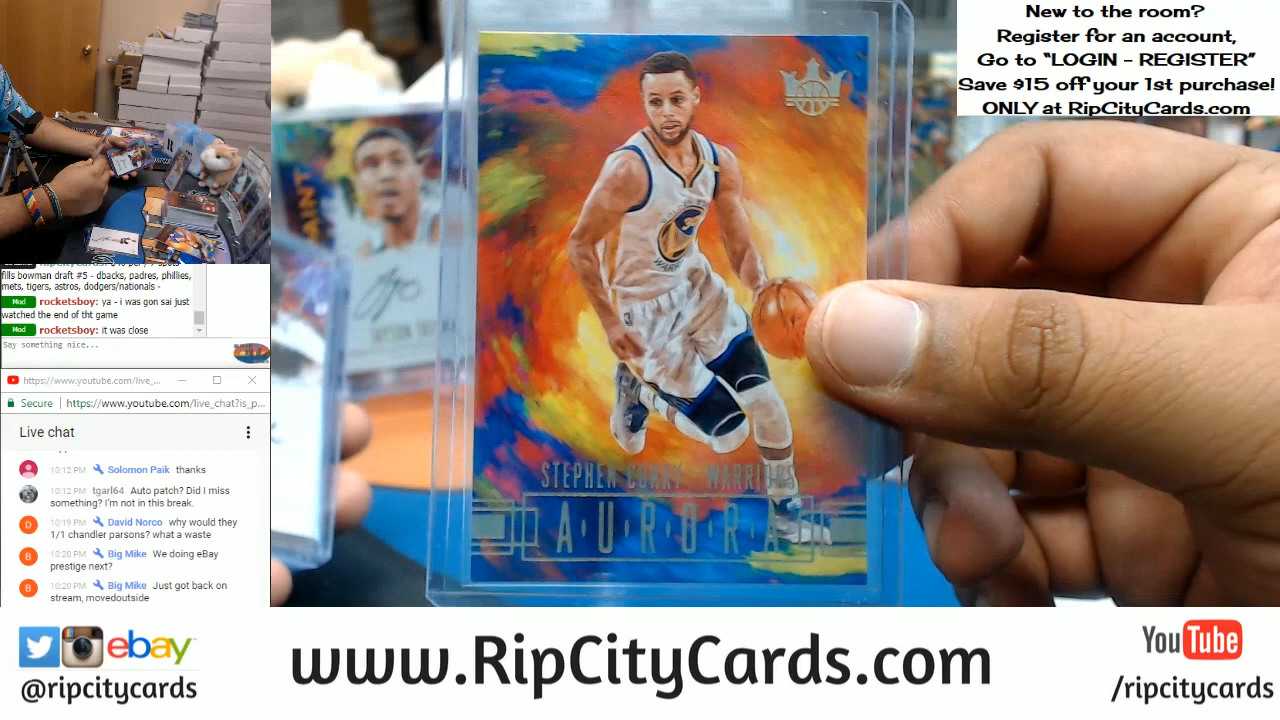 New to the room?
Register for an account,
Go to “LOGIN - REGISTER”
Save $15 off your 1st purchase!
ONLY at RipCityCards.com
fills bowman draft #5 - dbacks, padres, phillies,
mets, tigers, astros, dodgers/nationals -
Mod rocketsboy: ya - i was gon sai just
watched the end of tht game
Mod rocketsboy: it was close
Say something nice...
https://www.youtube.com/live_...
Secure https://www.youtube.com/live_chat?is_p...
Live chat
10:12 PM Solomon Paik thanks
10:12 PM tgarl64 Auto patch? Did I miss
something? I'm not in this break.
D 10:19 PM David Norco why would they
1/1 chandler parsons? what a waste
B 10:20 PM Big Mike We doing eBay
prestige next?
B 10:20 PM Big Mike Just got back on
stream, movedoutside
STEPHEN CURRY WARRIORS
AURORA
ebay
@ripcitycards
www.RipCityCards.com
YouTube
/ripcitycards